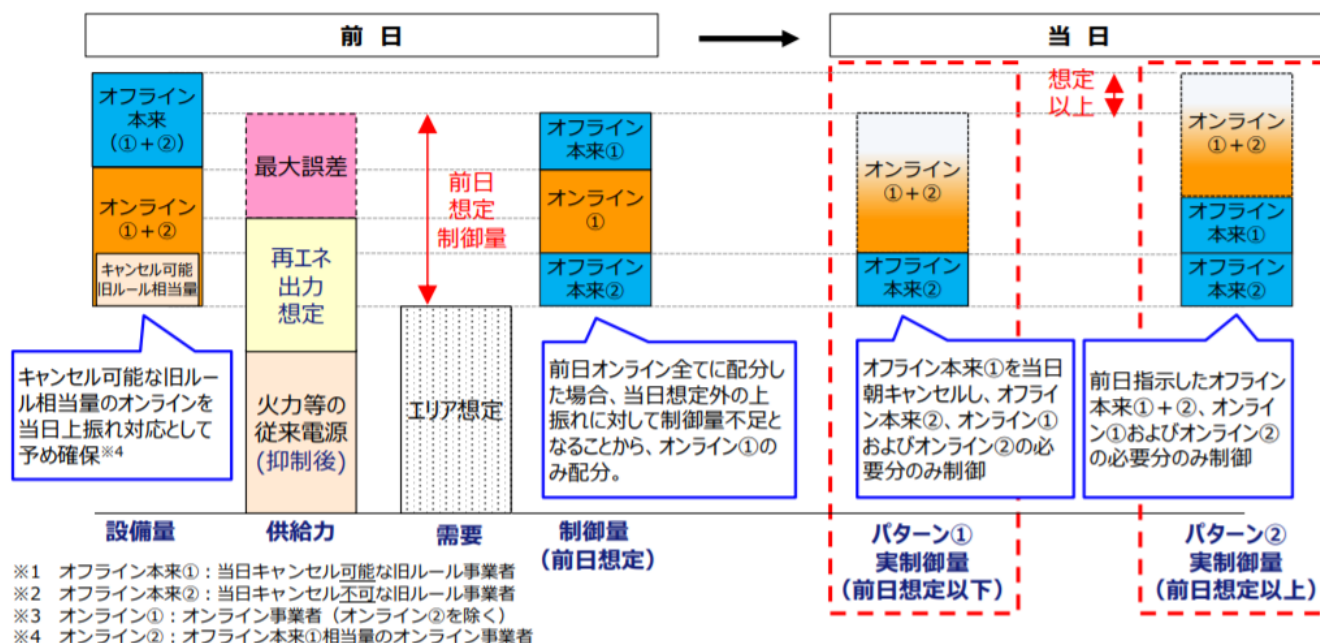 前 日
当 日
オフライン
本来
(①+②)
オンライン
①+②
キャンセル可能
旧ルール相当量
最大誤差
再エネ
出力
想定
火力等の
従来電源
(抑制後)
前日
想定
制御量
エリア想定
オフライン
本来①
オンライン
①
オフライン
本来②
オンライン
①+②
オフライン
本来②
想定
以上
オンライン
①+②
オフライン
本来①
オフライン
本来②
キャンセル可能な旧ルー
ル相当量のオンラインを
当日上振れ対応として
予め確保※4
前日オンライン全てに配分し
た場合、当日想定外の上
振れに対して制御量不足と
なることから、オンライン①の
み配分。
オフライン本来①を当日
朝キャンセルし、オフライ
ン本来②、オンライン①
およびオンライン②の必
要分のみ制御
前日指示したオフライン
本来①+②、オンライ
ン①およびオンライン②
の必要分のみ制御
設備量
供給力
需要
制御量
(前日想定)
パターン①
実制御量
(前日想定以下)
パターン②
実制御量
(前日想定以上)
※1 オフライン本来①:当日キャンセル可能な旧ルール事業者
※2 オフライン本来②:当日キャンセル不可な旧ルール事業者
※3 オンライン①:オンライン事業者(オンライン②を除く)
※4 オンライン②:オフライン本来①相当量のオンライン事業者